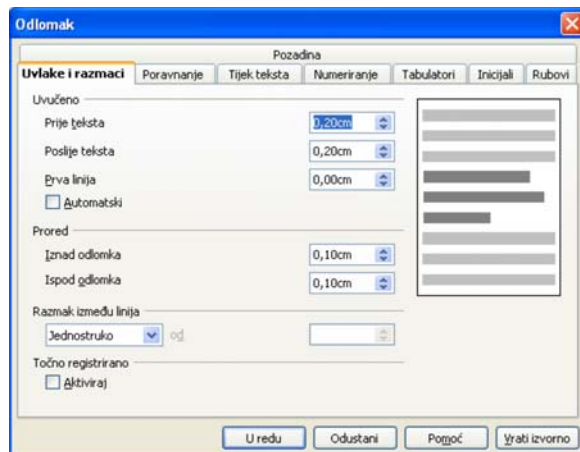 Odlomak
Pozadina
Uvlake i razmaci Poravnanje Tijek teksta Numeriranje Tabulatori Inicijali Rubovi
Uvučeno
Prije teksta 0,20cm
Poslije teksta 0,20cm
Prva linija 0,00cm
Automatski
Prored
Iznad odlomka 0,10cm
Ispod odlomka 0,10cm
Razmak između linija
Jednostruko od
Točno registrirano
Aktiviraj
U redu Odustani Pomoć Vrati izvorno